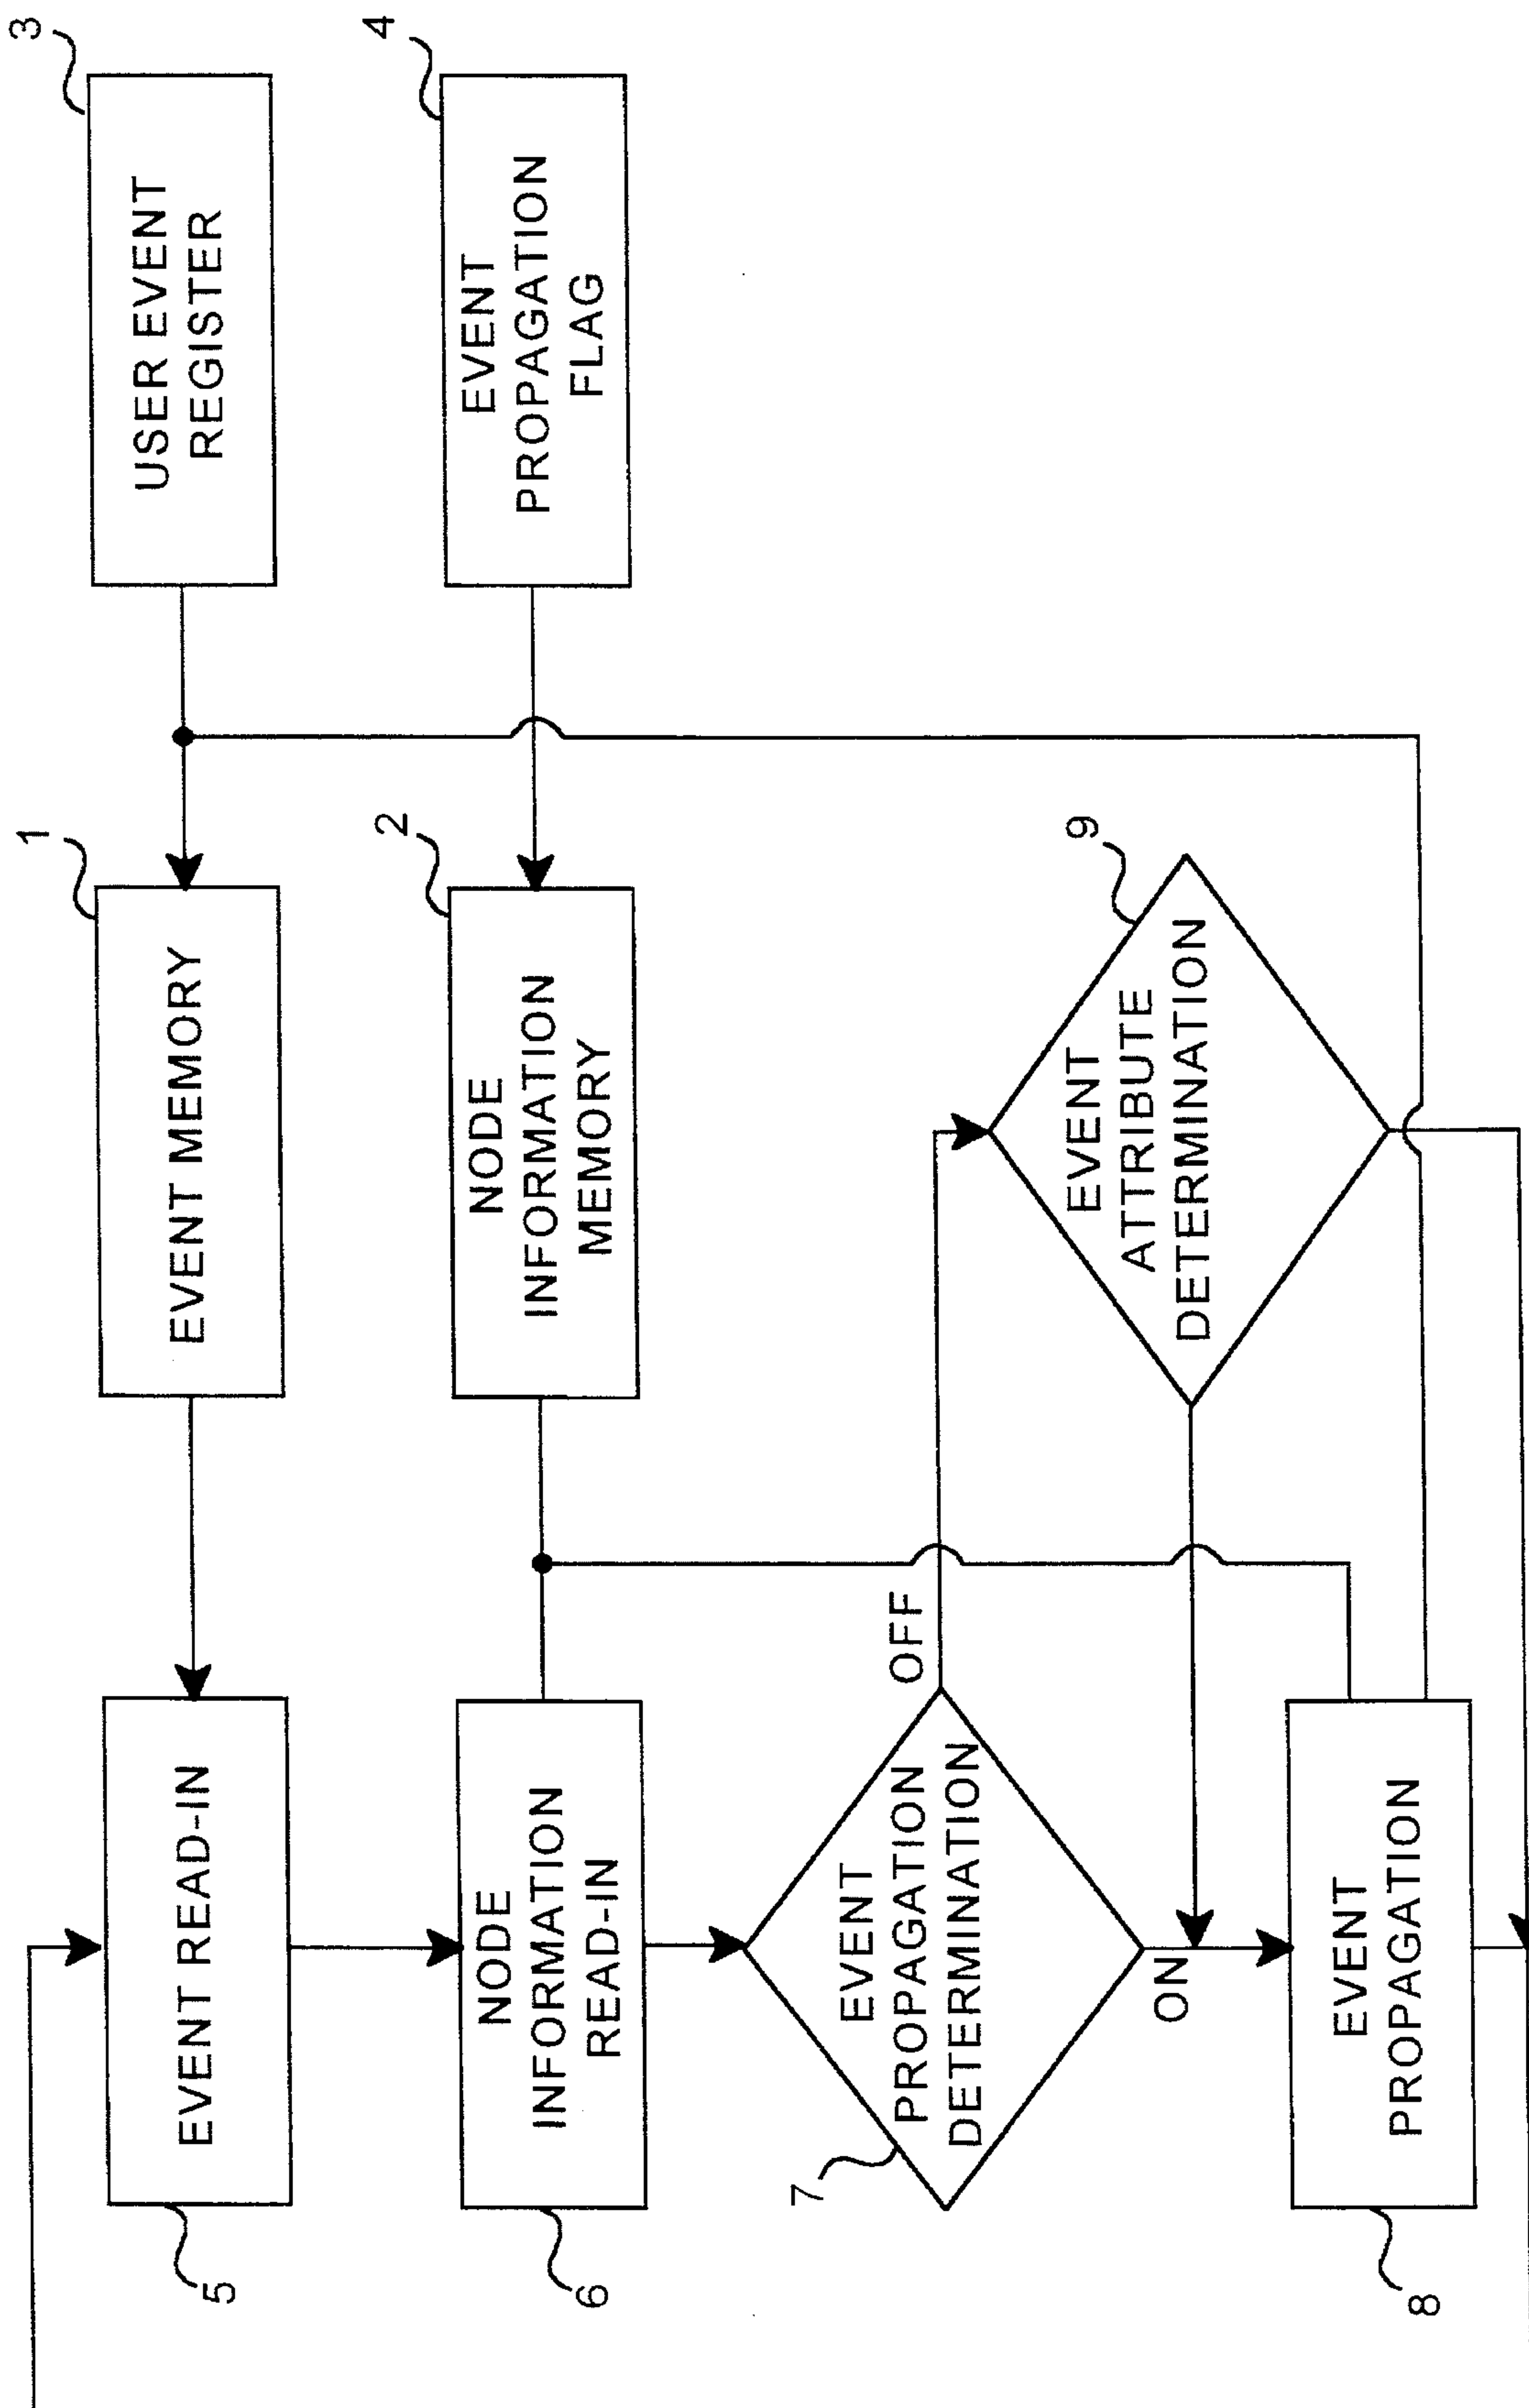 3
USER EVENT
REGISTER
4
EVENT
PROPAGATION
FLAG
1
EVENT MEMORY
2
NODE
INFORMATION
MEMORY
9
EVENT
ATTRIBUTE
DETERMINATION
5
EVENT READ-IN
6
NODE
INFORMATION
READ-IN
7
EVENT
PROPAGATION
DETERMINATION
OFF
ON
8
EVENT
PROPAGATION